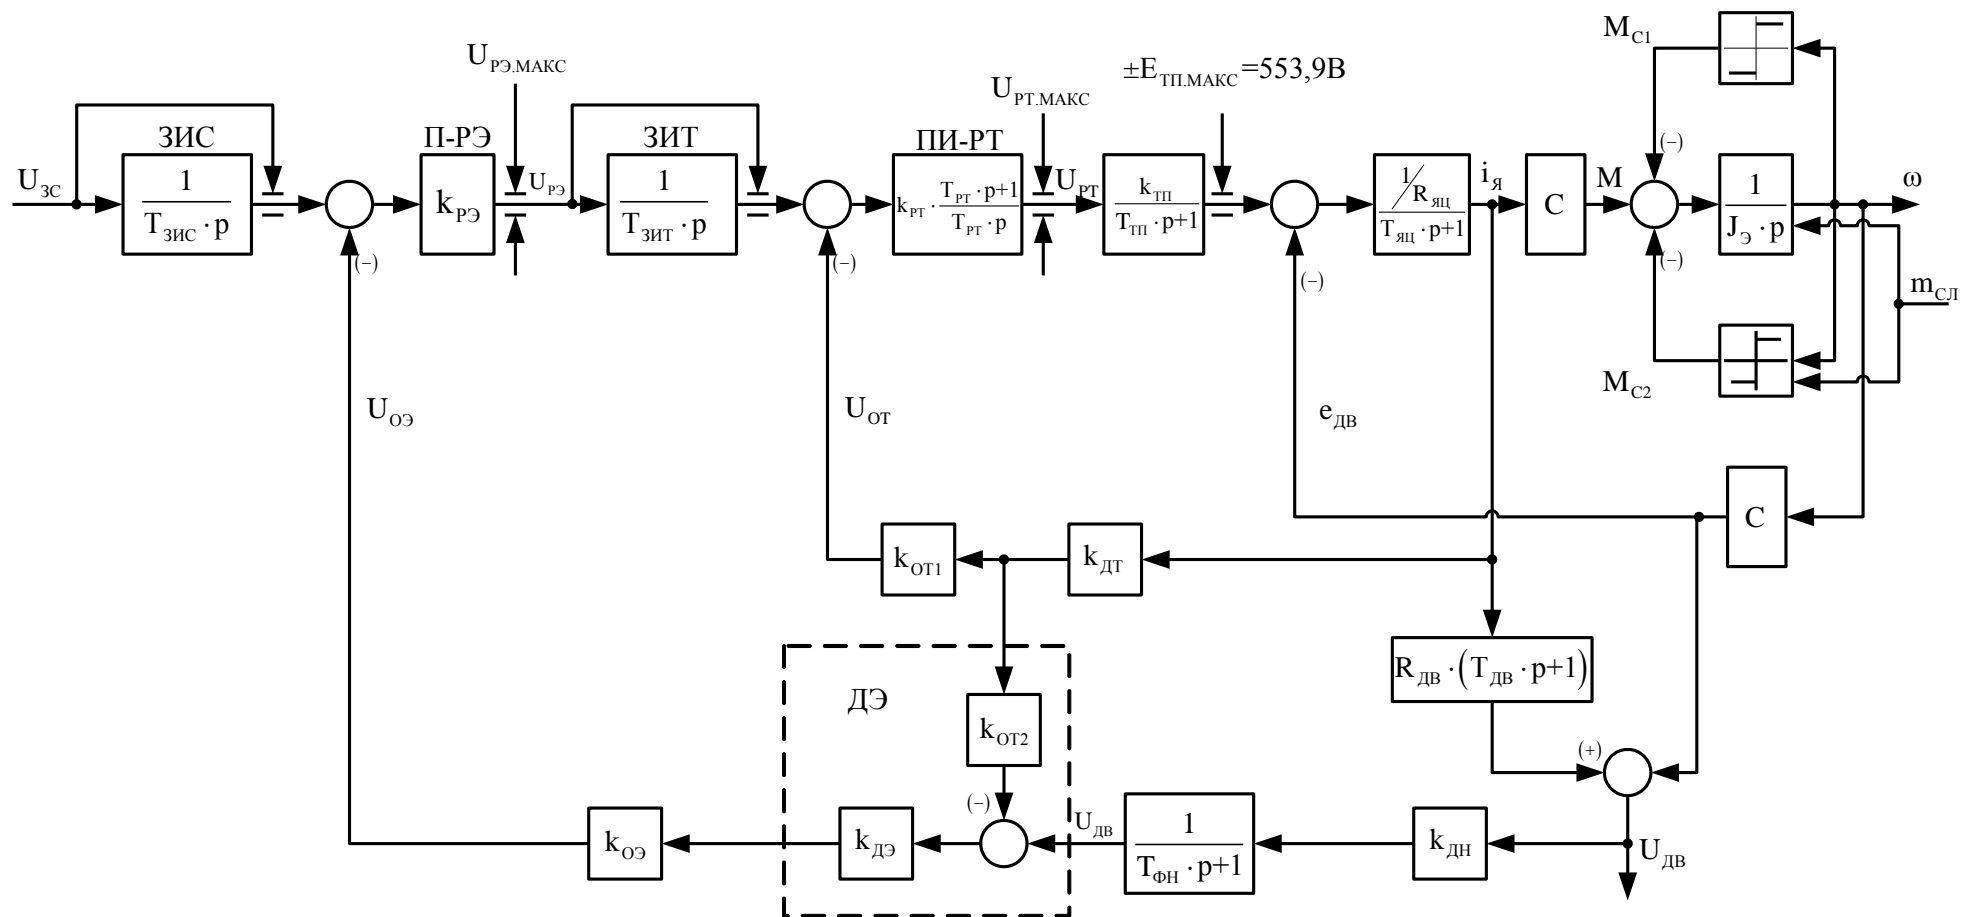 M_С1
U_РЭ.МАКС
±E_ТП.МАКС=553,9В
U_РТ.МАКС
ЗИС
П-РЭ
ЗИТ
ПИ-РТ
(−)
U_ЗС
1
T_ЗИС·p
k_РЭ
U_РЭ
1
T_ЗИТ·p
k_РТ·
T_РТ·p+1
T_РТ·p
U_РТ
k_ТП
T_ТП·p+1
1/R_ЯЦ
T_ЯЦ·p+1
i_Я
С
М
1
J_Э·p
ω
(−)
(−)
(−)
(−)
m_СЛ
M_С2
U_ОЭ
U_ОТ
e_ДВ
С
k_ОТ1
k_ДТ
R_ДВ·(T_ДВ·p+1)
ДЭ
k_ОТ2
(+)
(−)
k_ОЭ
k_ДЭ
U_ДВ
1
T_ФН·p+1
k_ДН
U_ДВ